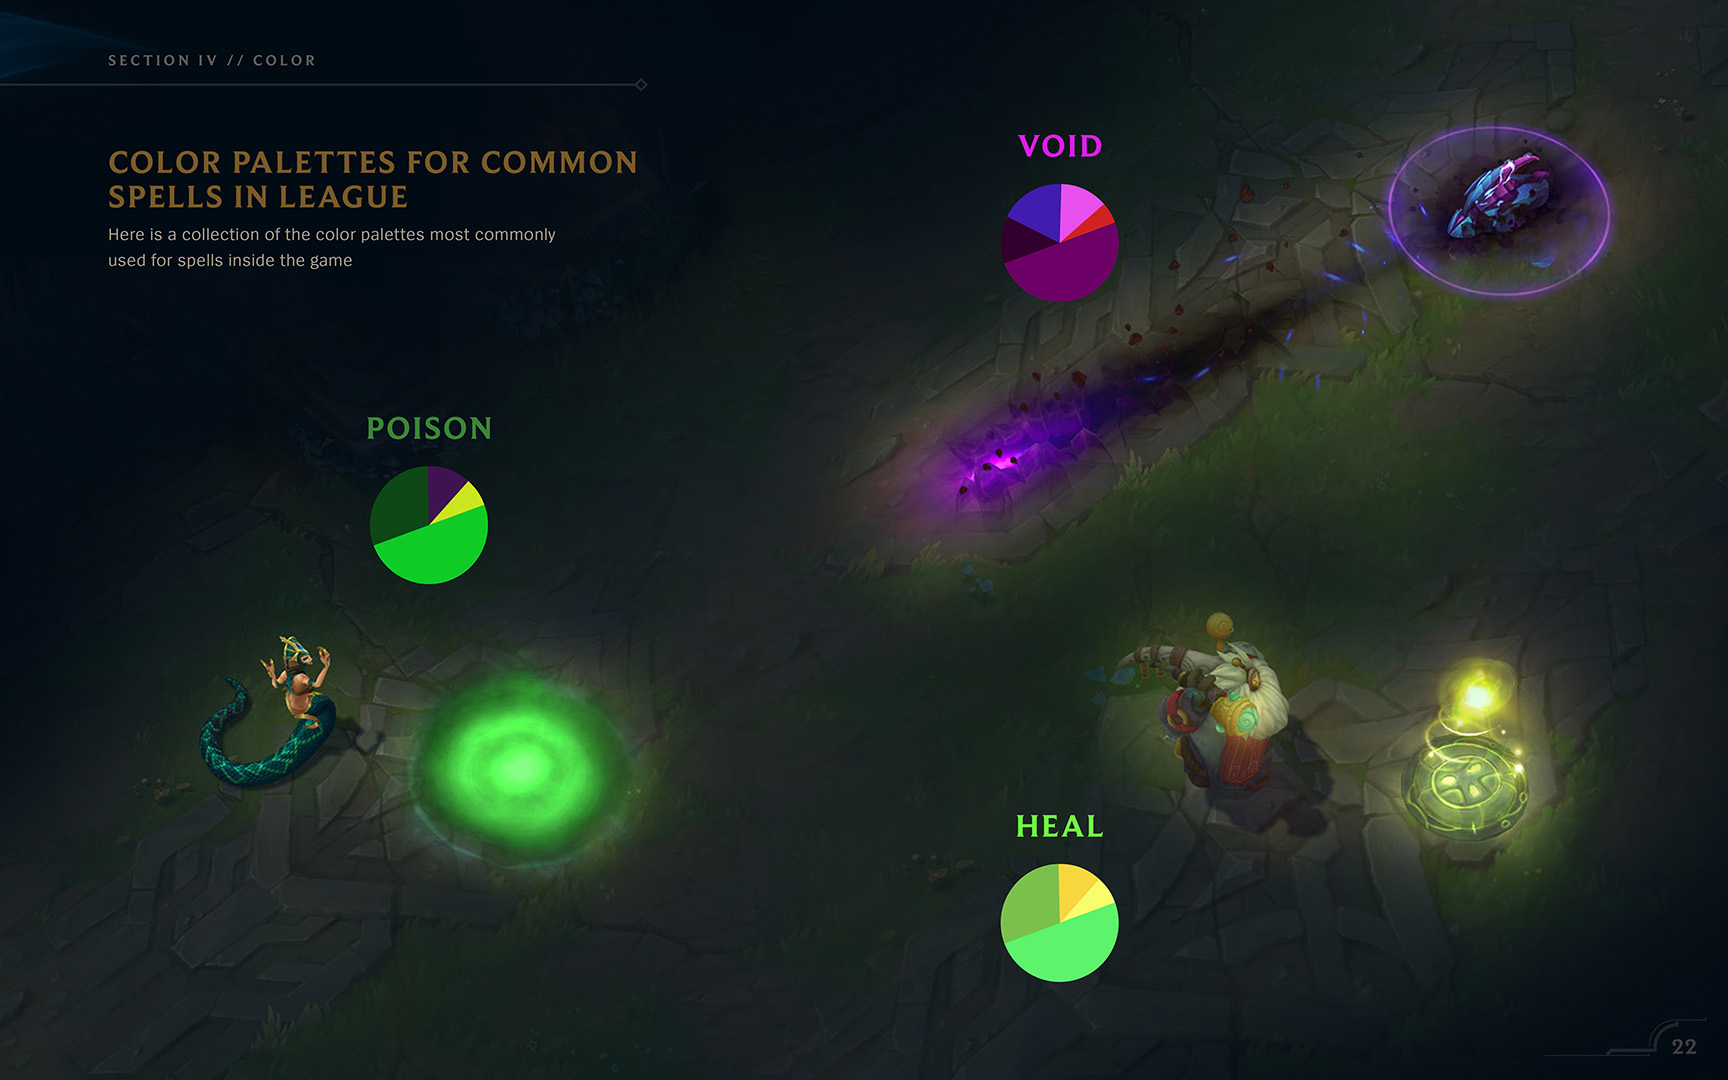 SECTION IV // COLOR
COLOR PALETTES FOR COMMON
SPELLS IN LEAGUE
Here is a collection of the color palettes most commonly
used for spells inside the game
VOID
POISON
HEAL
22